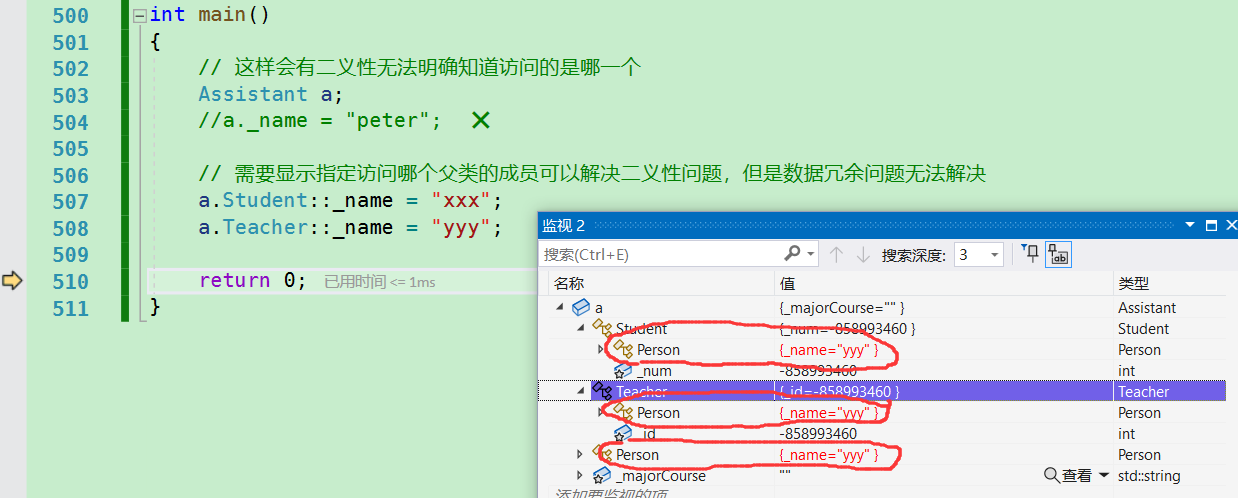 500 int main()
501 {
502 // 这样会有二义性无法明确知道访问的是哪一个
503 Assistant a;
504 //a._name = "peter"; ×
505
506 // 需要显示指定访问哪个父类的成员可以解决二义性问题，但是数据冗余问题无法解决
507 a.Student::_name = "xxx";
508 a.Teacher::_name = "yyy";
509
510 return 0; 已用时间 <= 1ms
511 }
监视 2
搜索(Ctrl+E) 搜索深度: 3
名称 值 类型
a {_majorCourse="" } Assistant
Student {_num=-858993460 } Student
Person {_name="yyy" } Person
_num -858993460 int
Teacher {_id=-858993460 } Teacher
Person {_name="yyy" } Person
_id -858993460 int
Person {_name="yyy" } Person
_majorCourse "" 查看 std::string
添加要监视的项